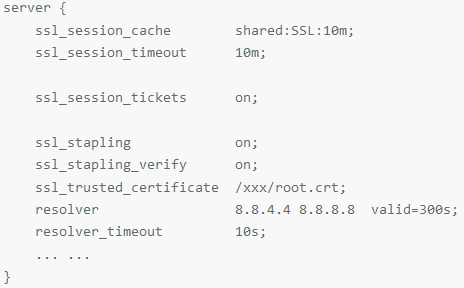 server {
    ssl_session_cache        shared:SSL:10m;
    ssl_session_timeout      10m;

    ssl_session_tickets      on;

    ssl_stapling             on;
    ssl_stapling_verify      on;
    ssl_trusted_certificate  /xxx/root.crt;
    resolver                 8.8.4.4 8.8.8.8  valid=300s;
    resolver_timeout         10s;
    ... ...
}